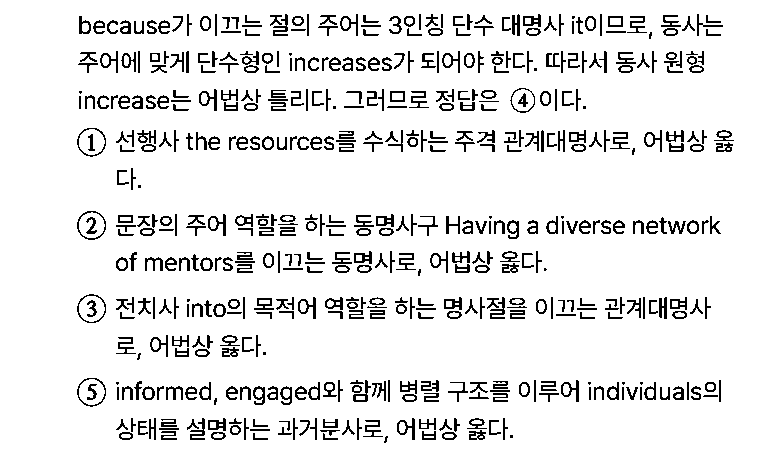 because가 이끄는 절의 주어는 3인칭 단수 대명사 it이므로, 동사는
주어에 맞게 단수형인 increases가 되어야 한다. 따라서 동사 원형
increase는 어법상 틀리다. 그러므로 정답은 ④이다.
① 선행사 the resources를 수식하는 주격 관계대명사로, 어법상 옳
다.
② 문장의 주어 역할을 하는 동명사구 Having a diverse network
of mentors를 이끄는 동명사로, 어법상 옳다.
③ 전치사 into의 목적어 역할을 하는 명사절을 이끄는 관계대명사
로, 어법상 옳다.
⑤ informed, engaged와 함께 병렬 구조를 이루어 individuals의
상태를 설명하는 과거분사로, 어법상 옳다.